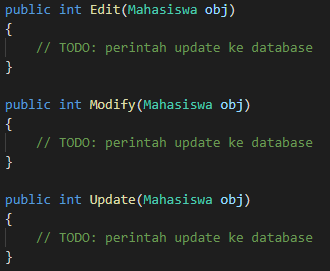 public int Edit(Mahasiswa obj)
{
    // TODO: perintah update ke database
}
public int Modify(Mahasiswa obj)
{
    // TODO: perintah update ke database
}
public int Update(Mahasiswa obj)
{
    // TODO: perintah update ke database
}